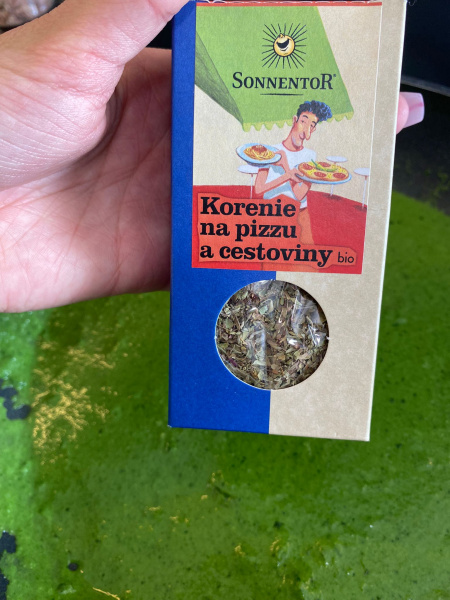 SONNENTOR®
Korenie
na pizzu
a cestoviny bio